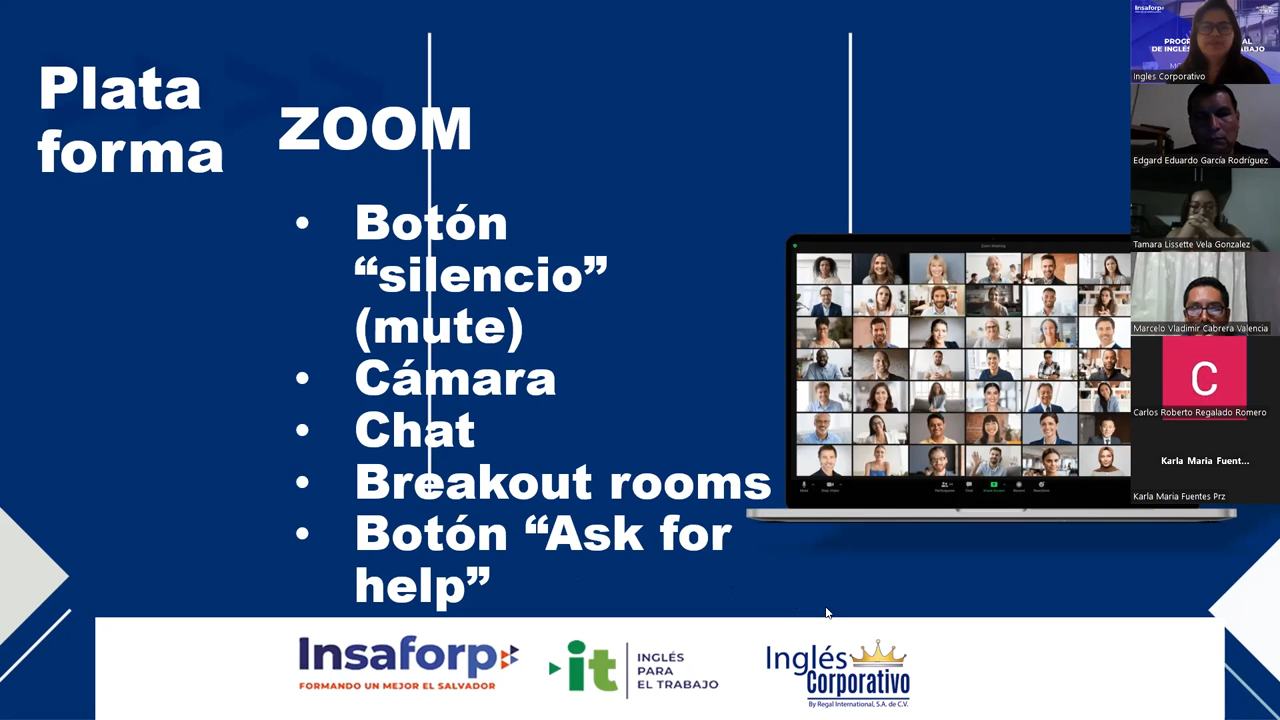 Plata
forma
ZOOM
• Botón
“silencio”
(mute)
• Cámara
• Chat
• Breakout rooms
• Botón “Ask for
help”
Insaforp
FORMANDO UN MEJOR EL SALVADOR
it
INGLÉS
PARA
EL TRABAJO
Inglés
Corporativo
By Regal International, S.A. de C.V.
Insaforp
Ingles Corporativo
Edgard Eduardo García Rodríguez
Tamara Lissette Vela Gonzalez
Marcelo Vladimir Cabrera Valencia
C
Carlos Roberto Regalado Romero
Karla Maria Fuent...
Karla Maria Fuentes Prz